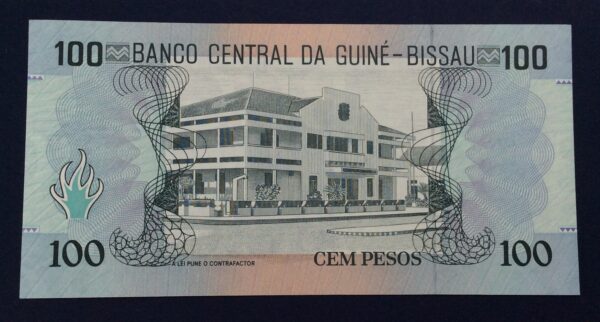 100 BANCO CENTRAL DA GUINÉ-BISSAU 100
100 A LEI PUNE O CONTRAFACTOR CEM PESOS 100